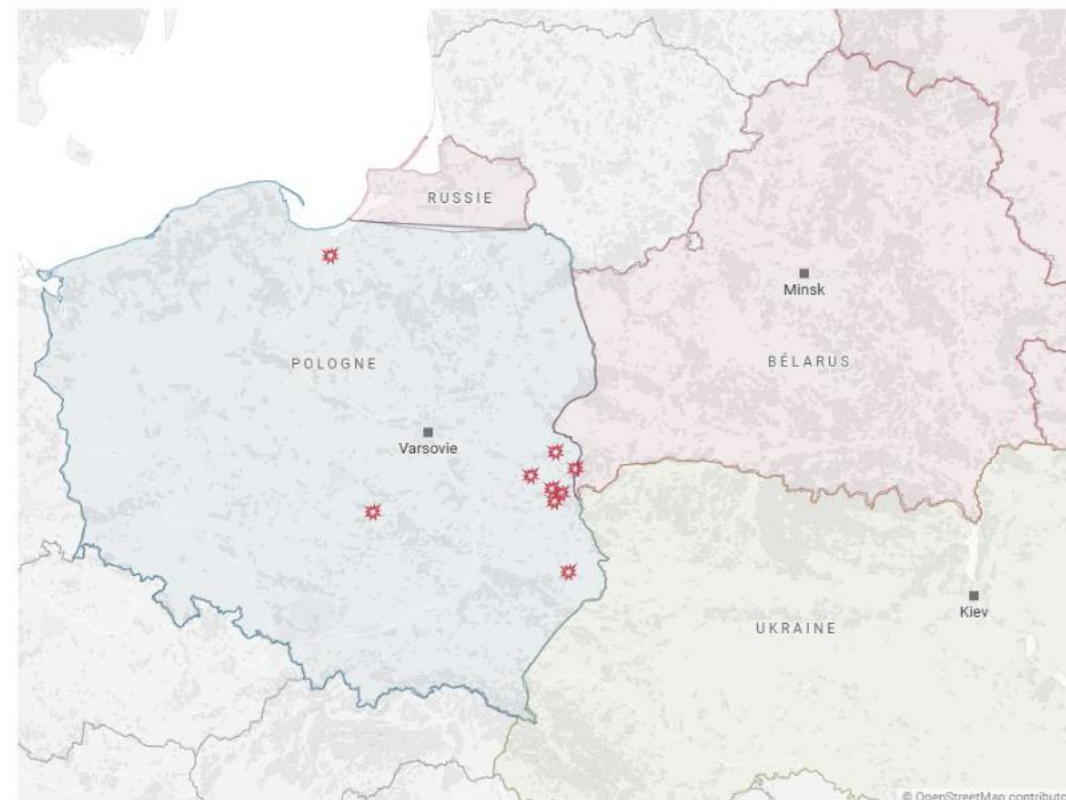 RUSSIE
Minsk
POLOGNE
BÉLARUS
Varsovie
Kiev
UKRAINE
© OpenStreetMap contributo